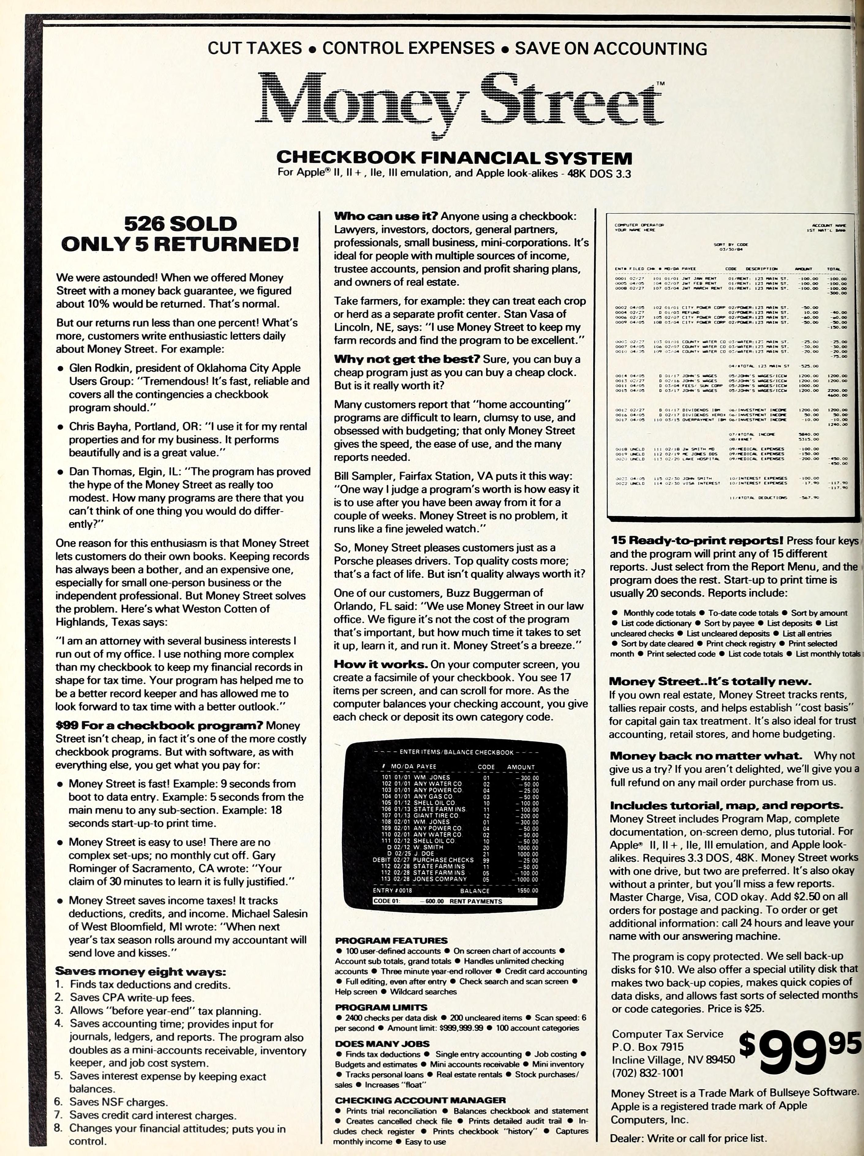 CUT TAXES • CONTROL EXPENSES • SAVE ON ACCOUNTING
Money Street™
CHECKBOOK FINANCIAL SYSTEM
For Apple® II, II+, IIe, III emulation, and Apple look-alikes - 48K DOS 3.3
526 SOLD
ONLY 5 RETURNED!
We were astounded! When we offered Money
Street with a money back guarantee, we figured
about 10% would be returned. That's normal.
But our returns run less than one percent! What's
more, customers write enthusiastic letters daily
about Money Street. For example:
• Glen Rodkin, president of Oklahoma City Apple
Users Group: "Tremendous! It's fast, reliable and
covers all the contingencies a checkbook
program should."
• Chris Bayha, Portland, OR: "I use it for my rental
properties and for my business. It performs
beautifully and is a great value."
• Dan Thomas, Elgin, IL: "The program has proved
the hype of the Money Street as really too
modest. How many programs are there that you
can't think of one thing you would do differ-
ently?"
One reason for this enthusiasm is that Money Street
lets customers do their own books. Keeping records
has always been a bother, and an expensive one,
especially for small one-person business or the
independent professional. But Money Street solves
the problem. Here's what Weston Cotten of
Highlands, Texas says:
"I am an attorney with several business interests I
run out of my office. I use nothing more complex
than my checkbook to keep my financial records in
shape for tax time. Your program has helped me to
be a better record keeper and has allowed me to
look forward to tax time with a better outlook."
$99 For a checkbook program? Money
Street isn't cheap, in fact it's one of the more costly
checkbook programs. But with software, as with
everything else, you get what you pay for:
• Money Street is fast! Example: 9 seconds from
boot to data entry. Example: 5 seconds from the
main menu to any sub-section. Example: 18
seconds start-up-to print time.
• Money Street is easy to use! There are no
complex set-ups; no monthly cut off. Gary
Rominger of Sacramento, CA wrote: "Your
claim of 30 minutes to learn it is fully justified."
• Money Street saves income taxes! It tracks
deductions, credits, and income. Michael Salesin
of West Bloomfield, MI wrote: "When next
year's tax season rolls around my accountant will
send love and kisses."
Saves money eight ways:
1. Finds tax deductions and credits.
2. Saves CPA write-up fees.
3. Allows "before year-end" tax planning.
4. Saves accounting time; provides input for
journals, ledgers, and reports. The program also
doubles as a mini-accounts receivable, inventory
keeper, and job cost system.
5. Saves interest expense by keeping exact
balances.
6. Saves NSF charges.
7. Saves credit card interest charges.
8. Changes your financial attitudes; puts you in
control.
Who can use it? Anyone using a checkbook:
Lawyers, investors, doctors, general partners,
professionals, small business, mini-corporations. It's
ideal for people with multiple sources of income,
trustee accounts, pension and profit sharing plans,
and owners of real estate.
Take farmers, for example: they can treat each crop
or herd as a separate profit center. Stan Vasa of
Lincoln, NE, says: "I use Money Street to keep my
farm records and find the program to be excellent."
Why not get the best? Sure, you can buy a
cheap program just as you can buy a cheap clock.
But is it really worth it?
Many customers report that "home accounting"
programs are difficult to learn, clumsy to use, and
obsessed with budgeting; that only Money Street
gives the speed, the ease of use, and the many
reports needed.
Bill Sampler, Fairfax Station, VA puts it this way:
"One way I judge a program's worth is how easy it
is to use after you have been away from it for a
couple of weeks. Money Street is no problem, it
runs like a fine jeweled watch."
So, Money Street pleases customers just as a
Porsche pleases drivers. Top quality costs more;
that's a fact of life. But isn't quality always worth it?
One of our customers, Buzz Buggerman of
Orlando, FL said: "We use Money Street in our law
office. We figure it's not the cost of the program
that's important, but how much time it takes to set
it up, learn it, and run it. Money Street's a breeze."
How it works. On your computer screen, you
create a facsimile of your checkbook. You see 17
items per screen, and can scroll for more. As the
computer balances your checking account, you give
each check or deposit its own category code.
---- ENTER ITEMS/BALANCE CHECKBOOK ----
# MO/DA PAYEE CODE AMOUNT
101 01/01 WM JONES 01 -300.00
102 01/01 ANY WATER CO 02 -50.00
103 01/01 ANY POWER CO 04 -25.00
104 01/01 ANY GAS CO 03 -50.00
105 01/12 SHELL OIL CO 10 -100.00
106 01/13 STATE FARM INS 11 -100.00
107 01/13 GIANT TIRE CO 12 -200.00
108 02/01 WM JONES 01 -300.00
109 02/01 ANY POWER CO 04 -50.00
110 02/01 ANY WATER CO 02 -50.00
111 02/12 SHELL OIL CO 10 -50.00
D 02/12 W. SMITH 20 1000.00
D 02/25 J. DOE 15 1000.00
DEBIT 02/27 PURCHASE CHECKS 99 -25.00
112 02/28 STATE FARM INS 11 -50.00
112 02/28 STATE FARM INS 05 -100.00
113 02/28 JONES COMPANY 05 -1000.00
ENTRY #0018 BALANCE 1550.00
CODE 01: -600.00 RENT PAYMENTS
PROGRAM FEATURES
• 100 user-defined accounts • On screen chart of accounts •
Account sub totals, grand totals • Handles unlimited checking
accounts • Three minute year-end rollover • Credit card accounting
• Full editing, even after entry • Check search and scan screen •
Help screen • Wildcard searches
PROGRAM LIMITS
• 2400 checks per data disk • 200 uncleared items • Scan speed: 6
per second • Amount limit: $999,999.99 • 100 account categories
DOES MANY JOBS
• Finds tax deductions • Single entry accounting • Job costing •
Budgets and estimates • Mini accounts receivable • Mini inventory
• Tracks personal loans • Real estate rentals • Stock purchases/
sales • Increases "float"
CHECKING ACCOUNT MANAGER
• Prints trial reconciliation • Balances checkbook and statement
• Creates cancelled check file • Prints detailed audit trail • In-
cludes check register • Prints checkbook "history" • Captures
monthly income • Easy to use
COMPUTER OPERATOR ACCOUNT NAME
YOUR NAME HERE 1ST NAT'L BANK
SORT BY CODE
03/30/84
15 Ready-to-print reports! Press four keys
and the program will print any of 15 different
reports. Just select from the Report Menu, and the
program does the rest. Start-up to print time is
usually 20 seconds. Reports include:
• Monthly code totals • To-date code totals • Sort by amount
• List code dictionary • Sort by payee • List deposits • List
uncleared checks • List uncleared deposits • List all entries
• Sort by date cleared • Print check registry • Print selected
month • Print selected code • List code totals • List monthly totals
Money Street..It's totally new.
If you own real estate, Money Street tracks rents,
tallies repair costs, and helps establish "cost basis"
for capital gain tax treatment. It's also ideal for trust
accounting, retail stores, and home budgeting.
Money back no matter what. Why not
give us a try? If you aren't delighted, we'll give you a
full refund on any mail order purchase from us.
Includes tutorial, map, and reports.
Money Street includes Program Map, complete
documentation, on-screen demo, plus tutorial. For
Apple® II, II+, IIe, III emulation, and Apple look-
alikes. Requires 3.3 DOS, 48K. Money Street works
with one drive, but two are preferred. It's also okay
without a printer, but you'll miss a few reports.
Master Charge, Visa, COD okay. Add $2.50 on all
orders for postage and packing. To order or get
additional information: call 24 hours and leave your
name with our answering machine.
The program is copy protected. We sell back-up
disks for $10. We also offer a special utility disk that
makes two back-up copies, makes quick copies of
data disks, and allows fast sorts of selected months
or code categories. Price is $25.
Computer Tax Service
P.O. Box 7915
Incline Village, NV 89450
(702) 832-1001
$99 95
Money Street is a Trade Mark of Bullseye Software.
Apple is a registered trade mark of Apple
Computers, Inc.
Dealer: Write or call for price list.